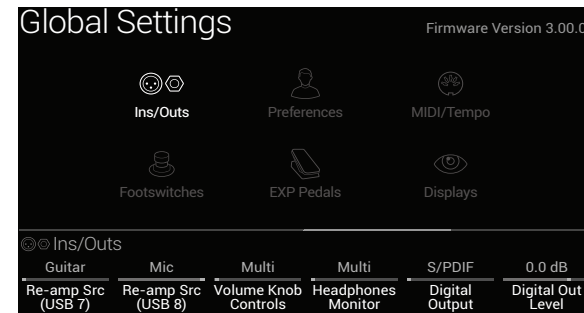 Global Settings
Firmware Version 3.00.0
Ins/Outs Preferences MIDI/Tempo
Footswitches EXP Pedals Displays
Ins/Outs
Guitar Mic Multi Multi S/PDIF 0.0 dB
Re-amp Src Re-amp Src Volume Knob Headphones Digital Digital Out
(USB 7) (USB 8) Controls Monitor Output Level